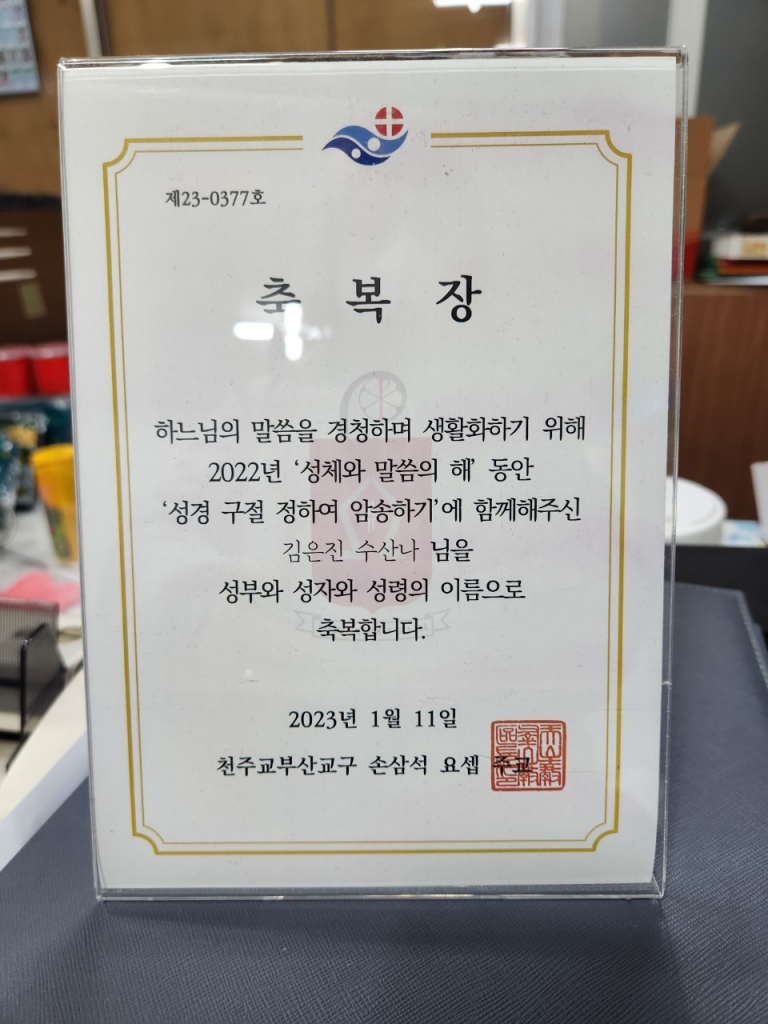 제23-0377호
축 복 장
하느님의 말씀을 경청하며 생활화하기 위해
2022년 '성체와 말씀의 해' 동안
'성경 구절 정하여 암송하기'에 함께해주신
김은진 수산나 님을
성부와 성자와 성령의 이름으로
축복합니다.
2023년 1월 11일
천주교부산교구 손삼석 요셉 주교